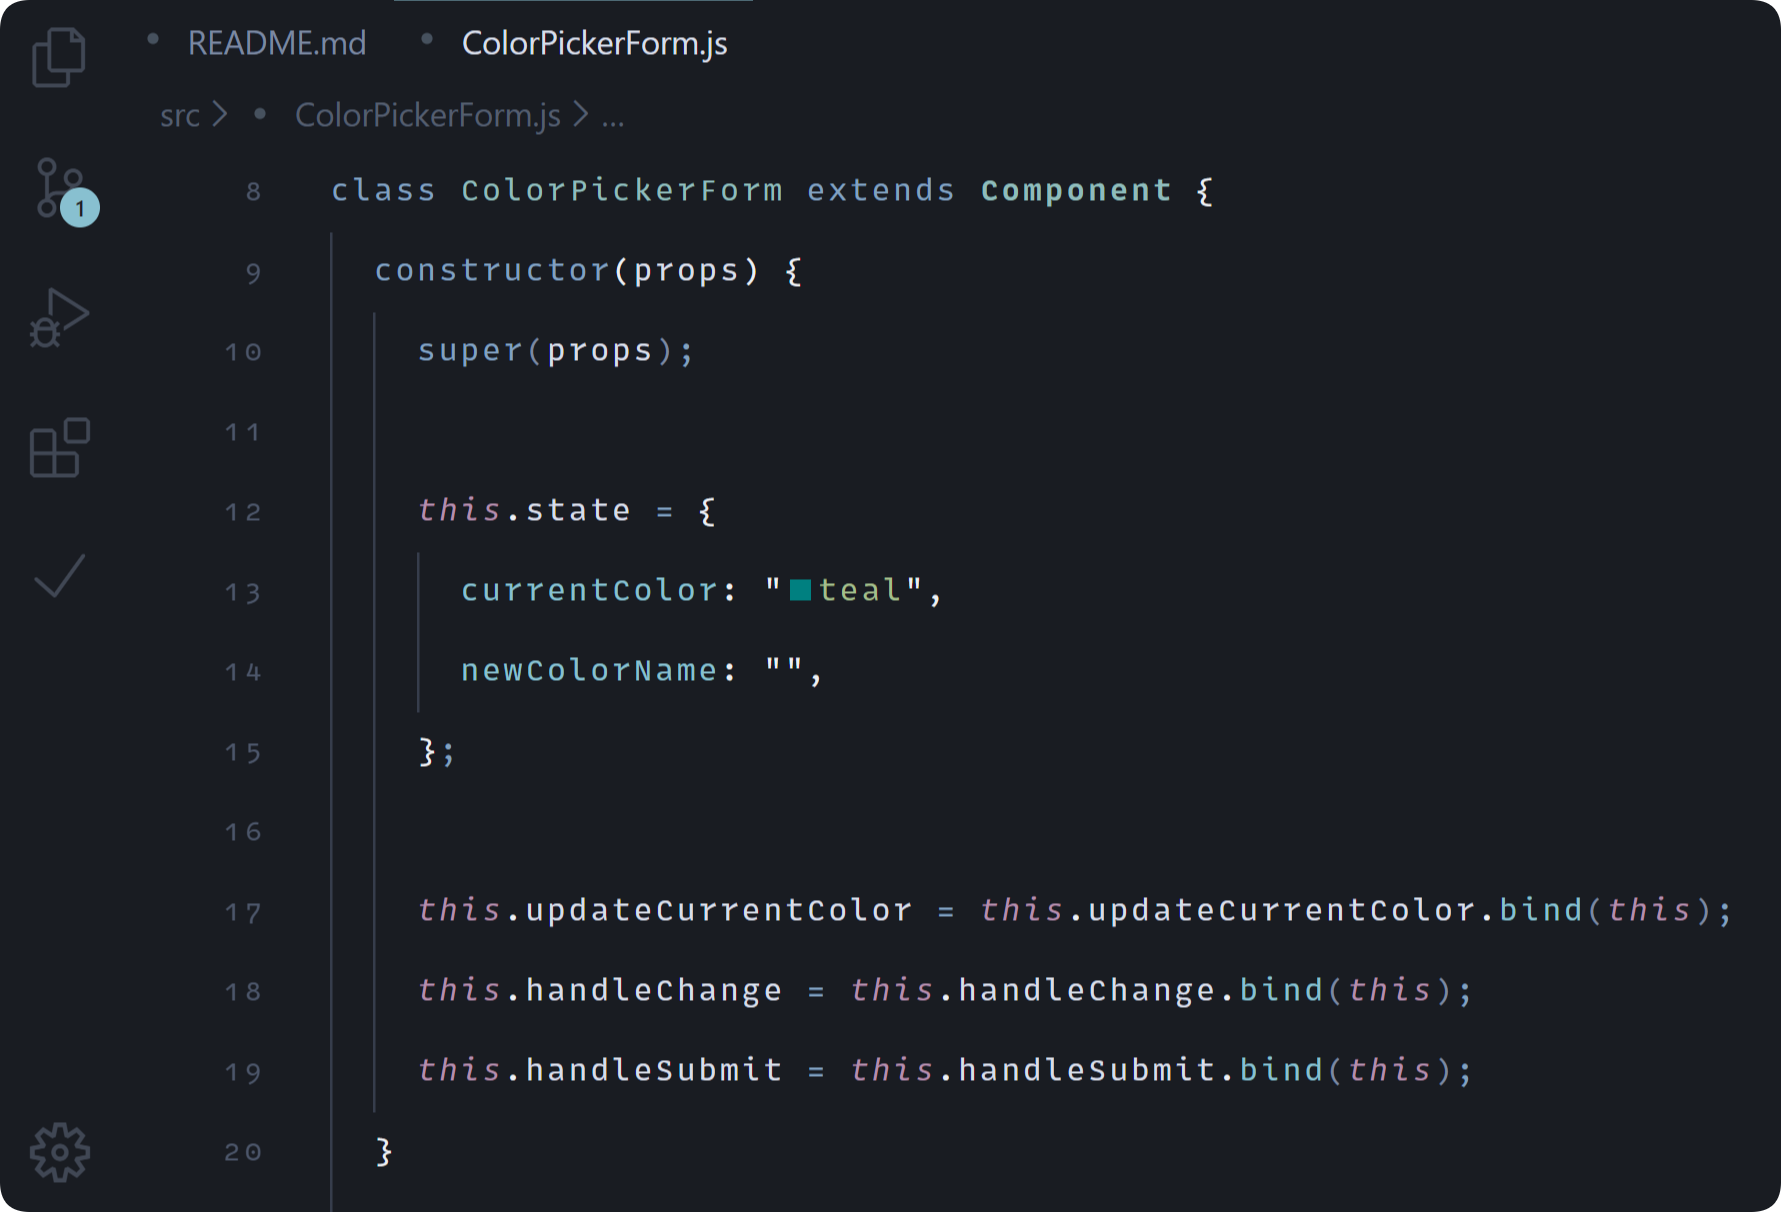 README.md ColorPickerForm.js
src > ColorPickerForm.js > ...
8 class ColorPickerForm extends Component {
1
9 constructor(props) {
10 super(props);
11
12 this.state = {
13 currentColor: "teal",
14 newColorName: "",
15 };
16
17 this.updateCurrentColor = this.updateCurrentColor.bind(this);
18 this.handleChange = this.handleChange.bind(this);
19 this.handleSubmit = this.handleSubmit.bind(this);
20 }